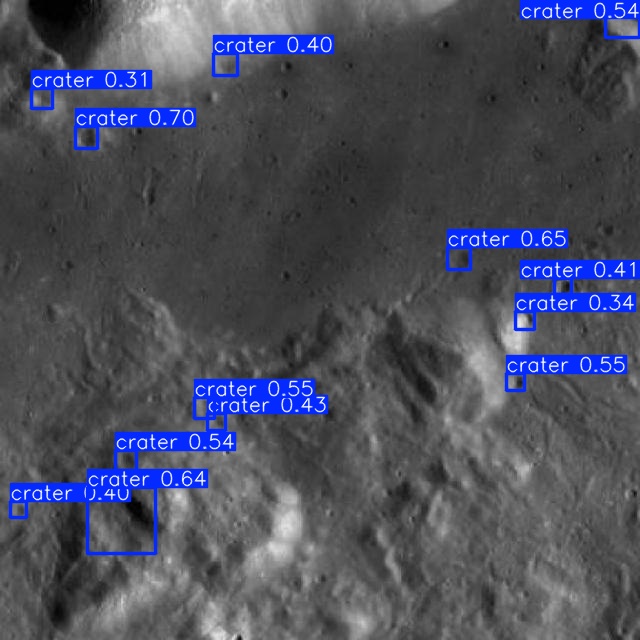 crater 0.54
crater 0.40
crater 0.31
crater 0.70
crater 0.65
crater 0.41
crater 0.34
crater 0.55
crater 0.55
crater 0.43
crater 0.54
crater 0.64
crater 0.40